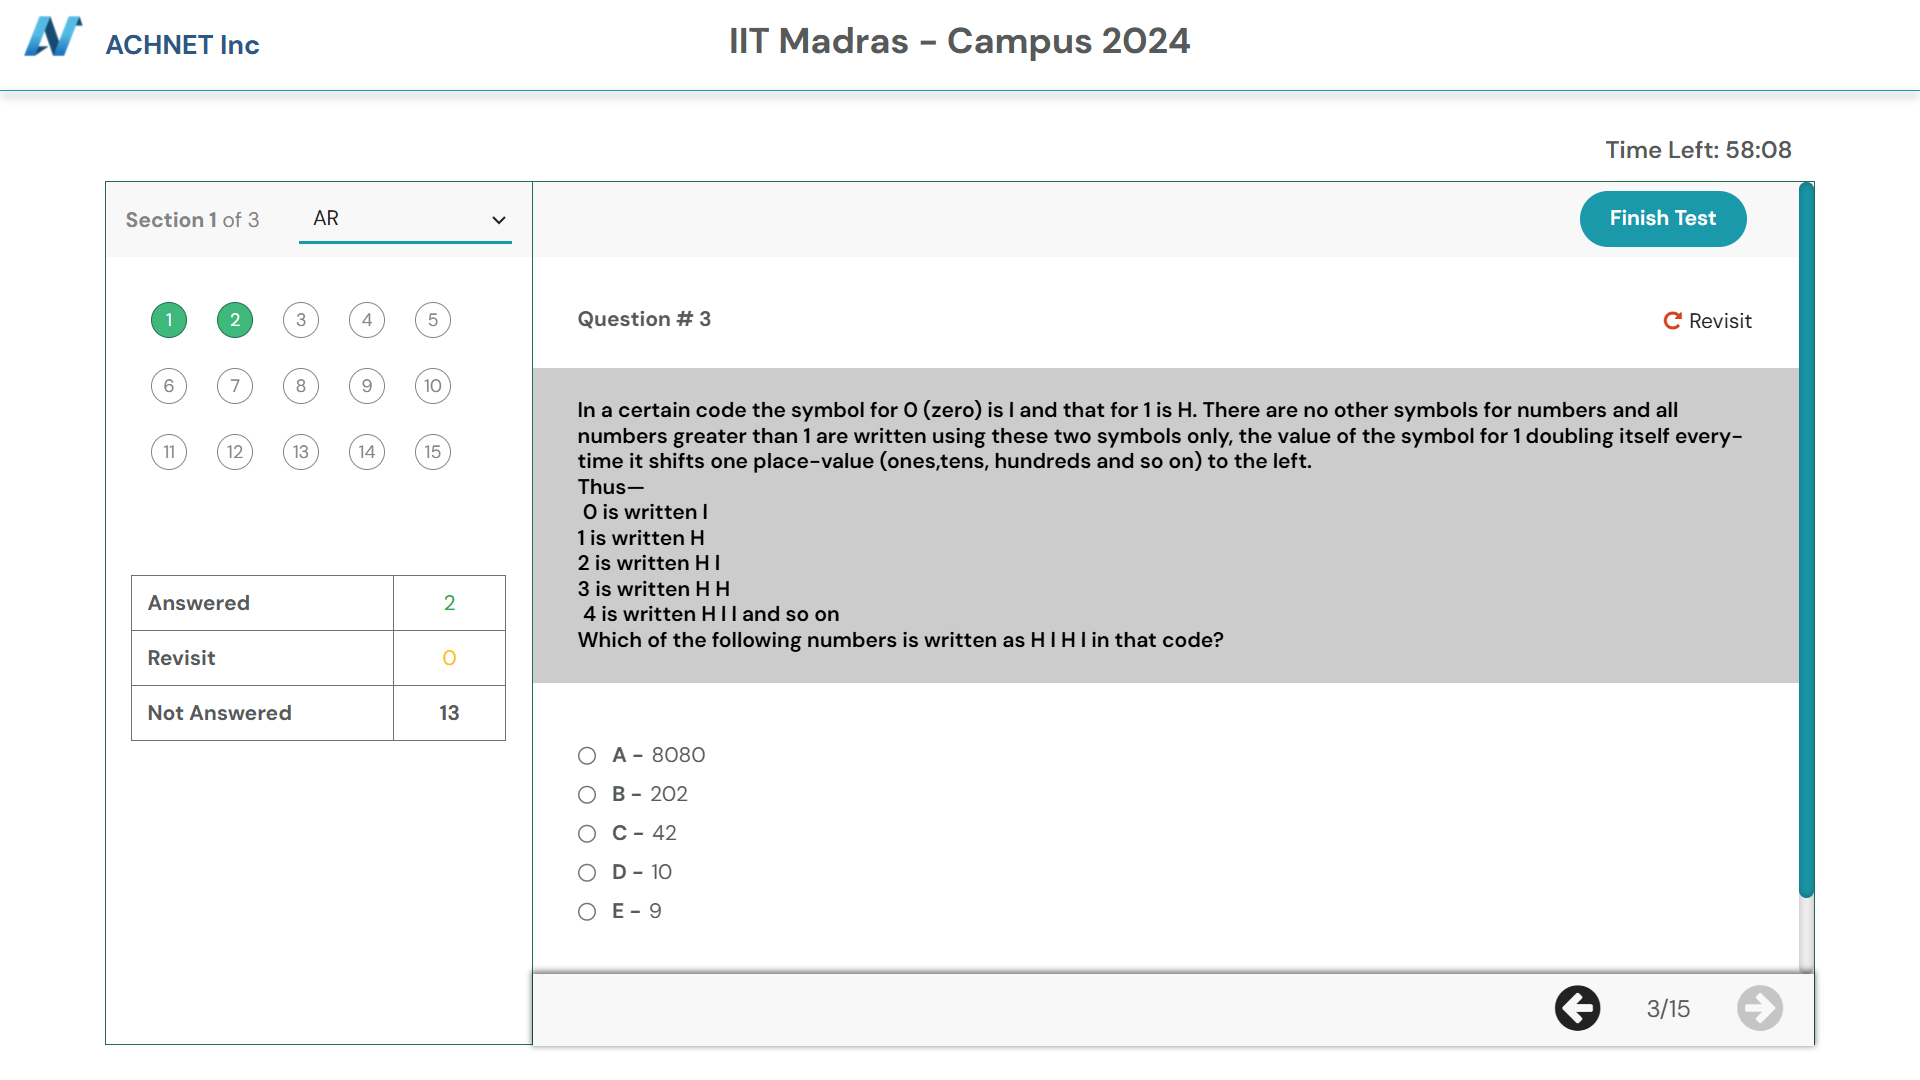 ACHNET Inc
IIT Madras - Campus 2024
Time Left: 58:08
Section 1 of 3
AR
Finish Test
1 2 3 4 5
6 7 8 9 10
11 12 13 14 15
Answered 2
Revisit 0
Not Answered 13
Question # 3
Revisit
In a certain code the symbol for 0 (zero) is I and that for 1 is H. There are no other symbols for numbers and all
numbers greater than 1 are written using these two symbols only, the value of the symbol for 1 doubling itself every-
time it shifts one place-value (ones,tens, hundreds and so on) to the left.
Thus—
0 is written I
1 is written H
2 is written H I
3 is written H H
4 is written H I I and so on
Which of the following numbers is written as H I H I in that code?
A - 8080
B - 202
C - 42
D - 10
E - 9
3/15